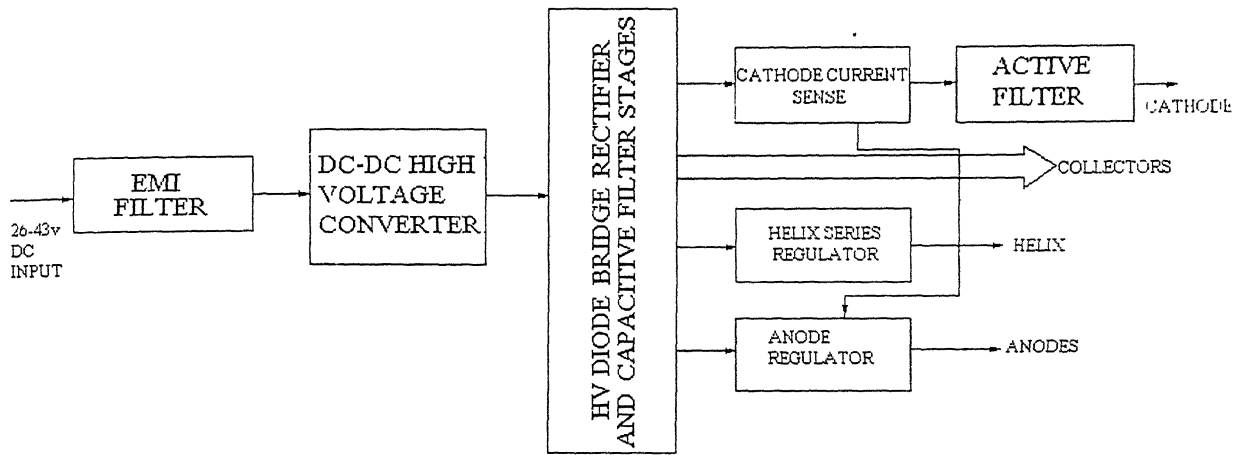 26-43v
DC
INPUT
EMI
FILTER
DC-DC HIGH
VOLTAGE
CONVERTER
HV DIODE BRIDGE RECTIFIER
AND CAPACITIVE FILTER STAGES
CATHODE CURRENT
SENSE
ACTIVE
FILTER
CATHODE
COLLECTORS
HELIX SERIES
REGULATOR
HELIX
ANODE
REGULATOR
ANODES